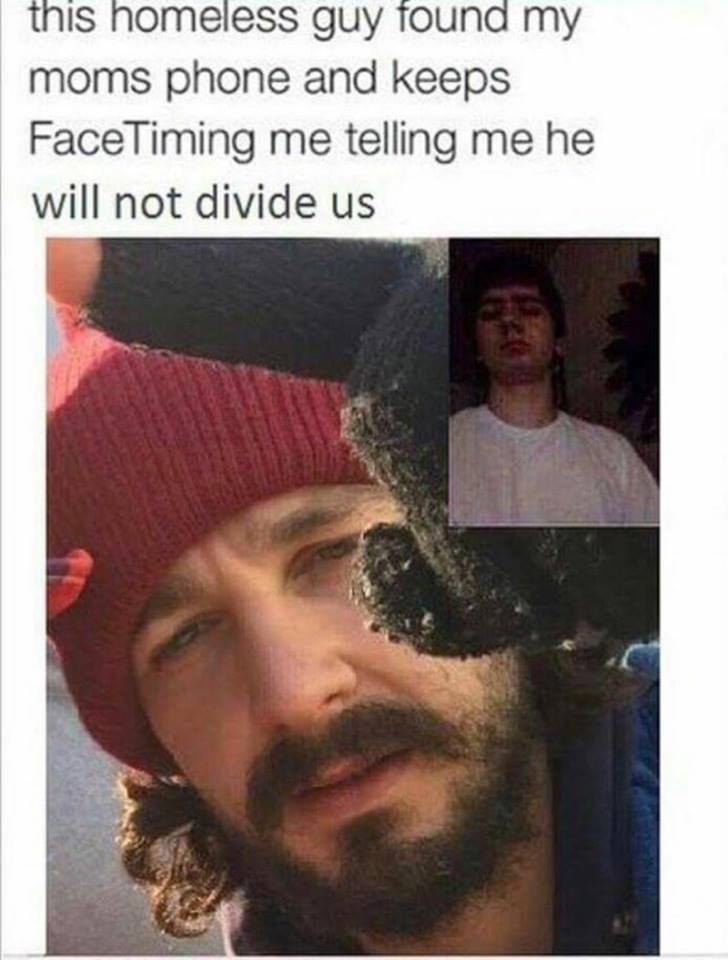 this homeless guy found my
moms phone and keeps
FaceTiming me telling me he
will not divide us